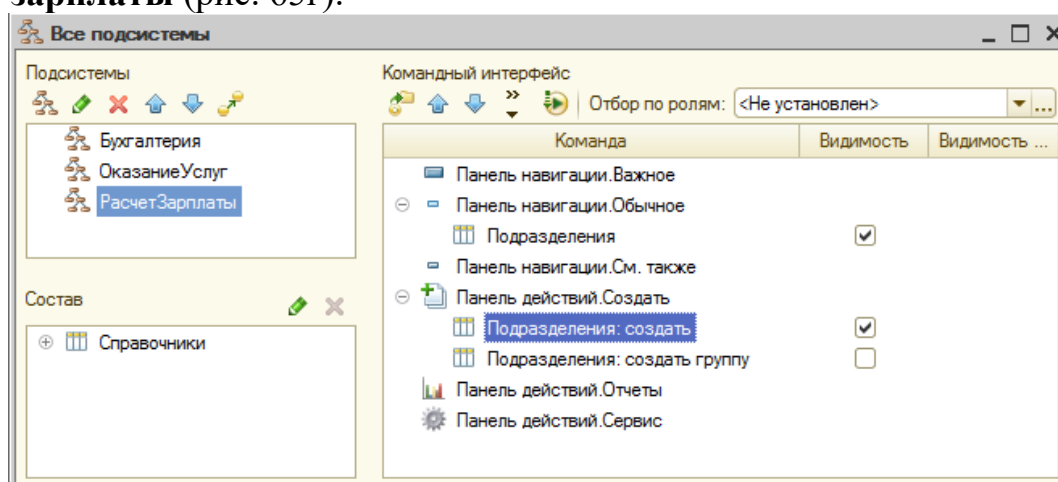 зарплаты (рис. 65г).
Все подсистемы
Подсистемы
Бухгалтерия
ОказаниеУслуг
РасчетЗарплаты
Состав
Справочники
Командный интерфейс
Отбор по ролям: <Не установлен>
Команда Видимость Видимость ...
Панель навигации.Важное
Панель навигации.Обычное
Подразделения
Панель навигации.См. также
Панель действий.Создать
Подразделения: создать
Подразделения: создать группу
Панель действий.Отчеты
Панель действий.Сервис